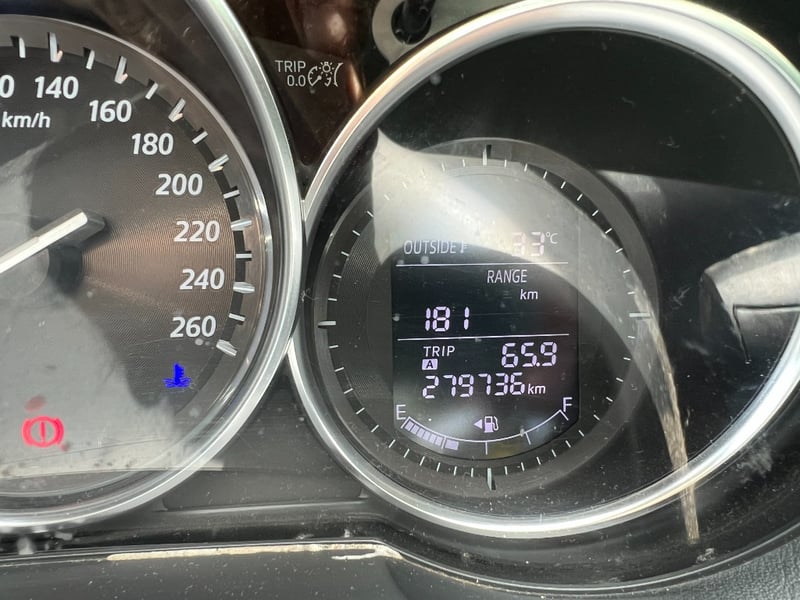 140
km/h
160
180
200
220
240
260
TRIP
0.0
OUTSIDE 33°C
RANGE
km
181
TRIP
A 65.9
279736 km
E F